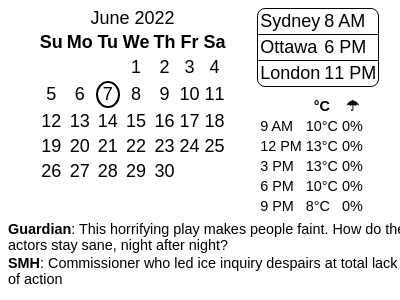 June 2022
Su Mo Tu We Th Fr Sa
1 2 3 4
5 6 7 8 9 10 11
12 13 14 15 16 17 18
19 20 21 22 23 24 25
26 27 28 29 30
Sydney 8 AM
Ottawa 6 PM
London 11 PM
°C ☂
9 AM 10°C 0%
12 PM 13°C 0%
3 PM 13°C 0%
6 PM 10°C 0%
9 PM 8°C 0%
Guardian: This horrifying play makes people faint. How do the
actors stay sane, night after night?
SMH: Commissioner who led ice inquiry despairs at total lack
of action